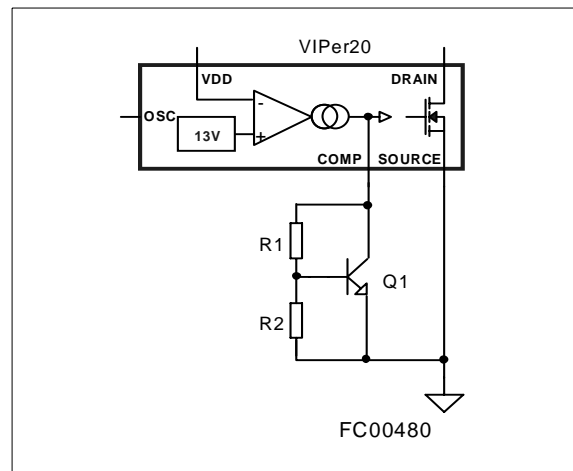 VIPer20
VDD
DRAIN
OSC
13V
-
+
COMP
SOURCE
R1
Q1
R2
FC00480